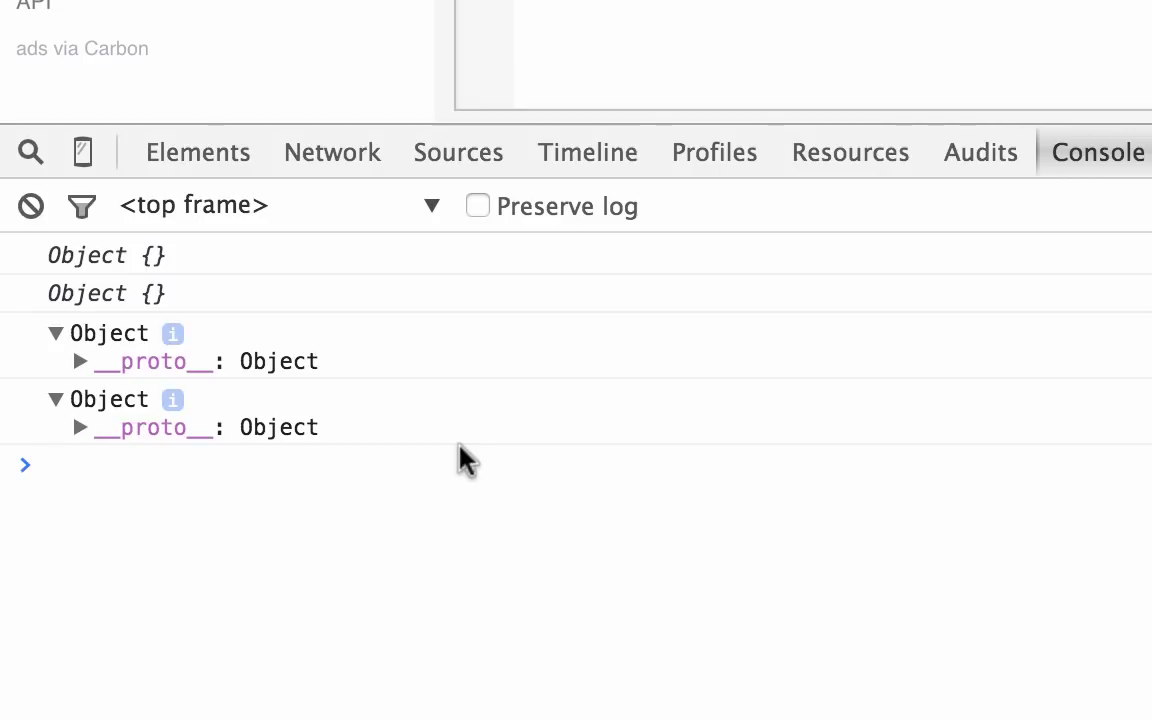 API
ads via Carbon
Elements Network Sources Timeline Profiles Resources Audits Console
<top frame> ▼ Preserve log
Object {}
Object {}
▼Object i
▶__proto__: Object
▼Object i
▶__proto__: Object
>